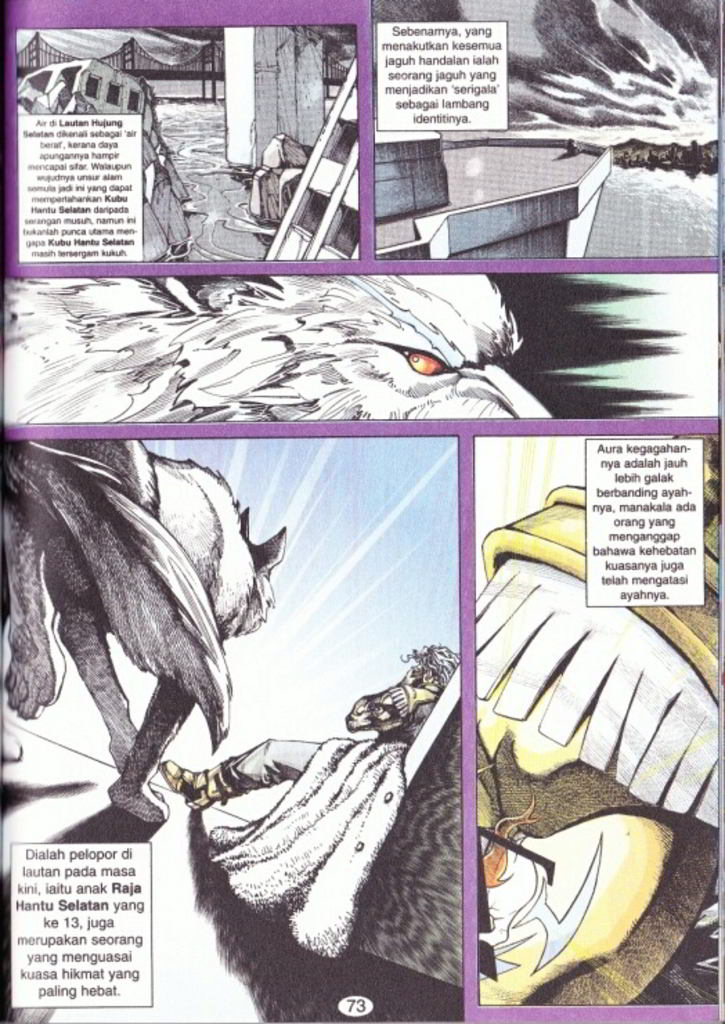 Air di Lautan Hujung
Selatan dikenali sebagai 'air
berat', kerana daya
apungannya hampir
mencapai sifar. Walaupun
wujudnya unsur alam
semula jadi ini yang dapat
mempertahankan Kubu
Hantu Selatan daripada
serangan musuh, namun ini
bukanlah punca utama men-
gapa Kubu Hantu Selatan
masih tersergam kukuh.
Sebenarnya, yang
menakutkan kesemua
jaguh handalan ialah
seorang jaguh yang
menjadikan 'serigala'
sebagai lambang
identitinya.
Aura kegagahan-
nya adalah jauh
lebih galak
berbanding ayah-
nya, manakala ada
orang yang
menganggap
bahawa kehebatan
kuasanya juga
telah mengatasi
ayahnya.
Dialah pelopor di
lautan pada masa
kini, iaitu anak Raja
Hantu Selatan yang
ke 13, juga
merupakan seorang
yang menguasai
kuasa hikmat yang
paling hebat.
73